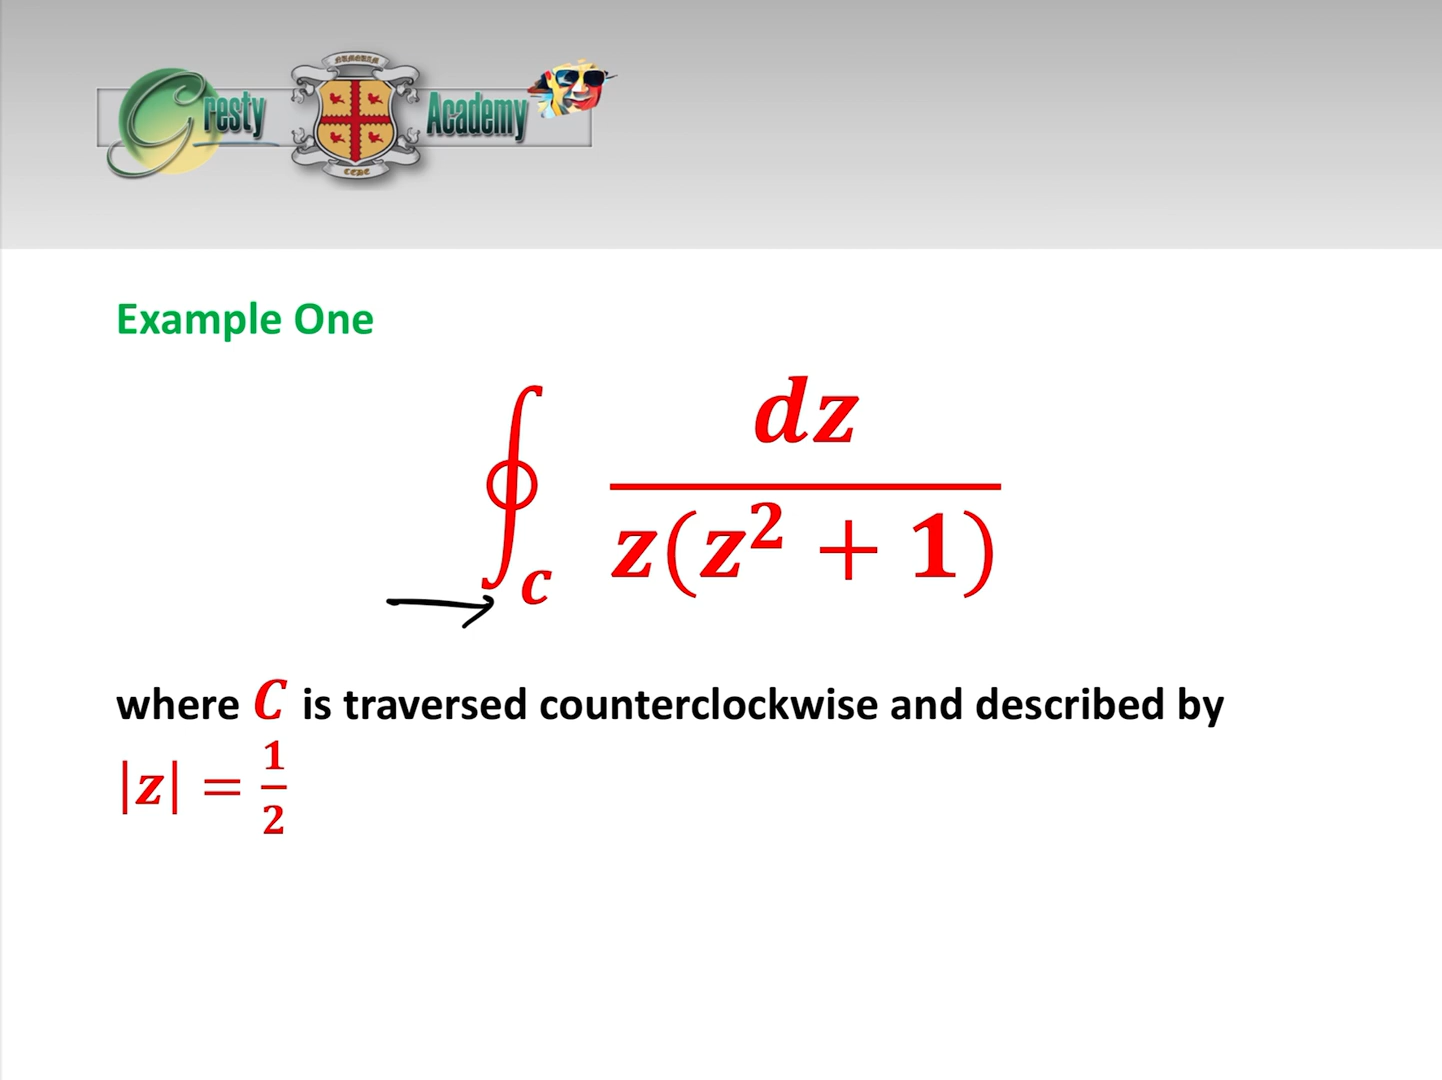 Gresty Academy
Example One
∮_C dz / z(z² + 1)
where C is traversed counterclockwise and described by
|z| = 1/2